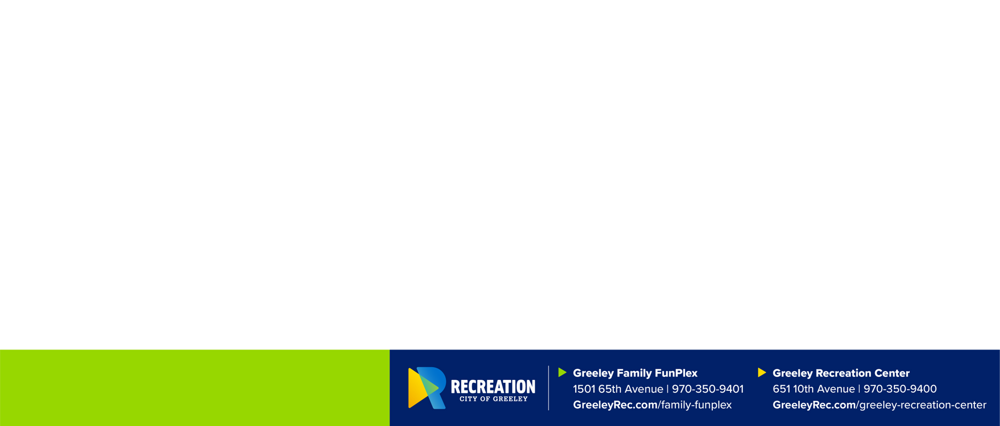 RECREATION
CITY OF GREELEY
Greeley Family FunPlex
1501 65th Avenue | 970-350-9401
GreeleyRec.com/family-funplex
Greeley Recreation Center
651 10th Avenue | 970-350-9400
GreeleyRec.com/greeley-recreation-center